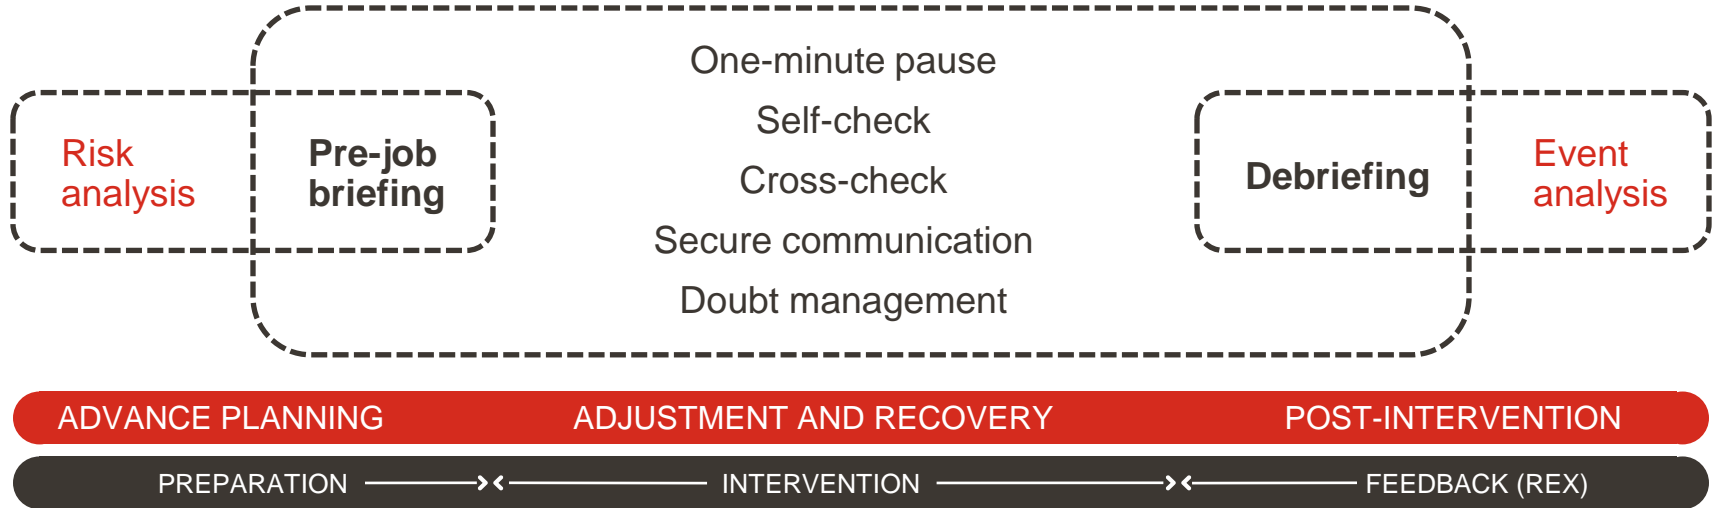 One-minute pause
Self-check
Cross-check
Secure communication
Doubt management
Risk
analysis
Pre-job
briefing
Debriefing
Event
analysis
ADVANCE PLANNING
ADJUSTMENT AND RECOVERY
POST-INTERVENTION
PREPARATION
INTERVENTION
FEEDBACK (REX)